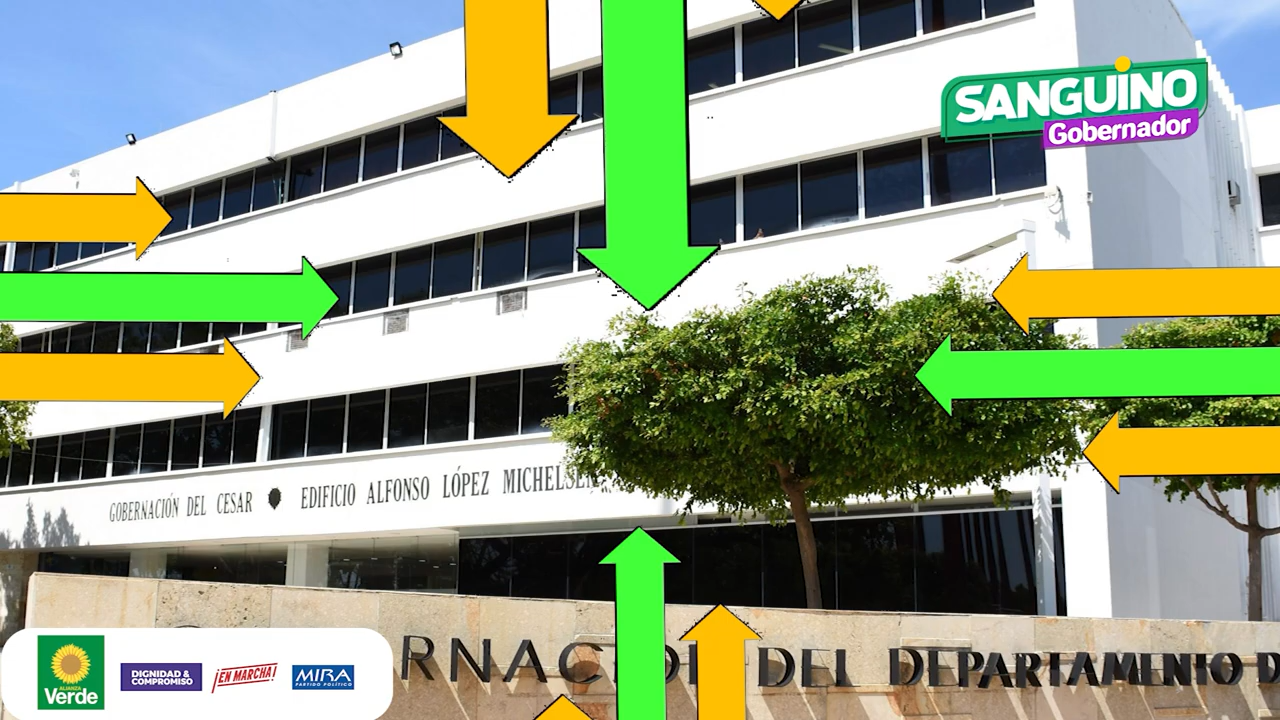 SANGUINO
Gobernador
GOBERNACIÓN DEL CESAR EDIFICIO ALFONSO LÓPEZ MICHELSEN
RNACIÓN DEL DEPARTAMENTO D
ALIANZA
Verde
DIGNIDAD &
COMPROMISO
¡EN MARCHA!
MIRA
PARTIDO POLÍTICO